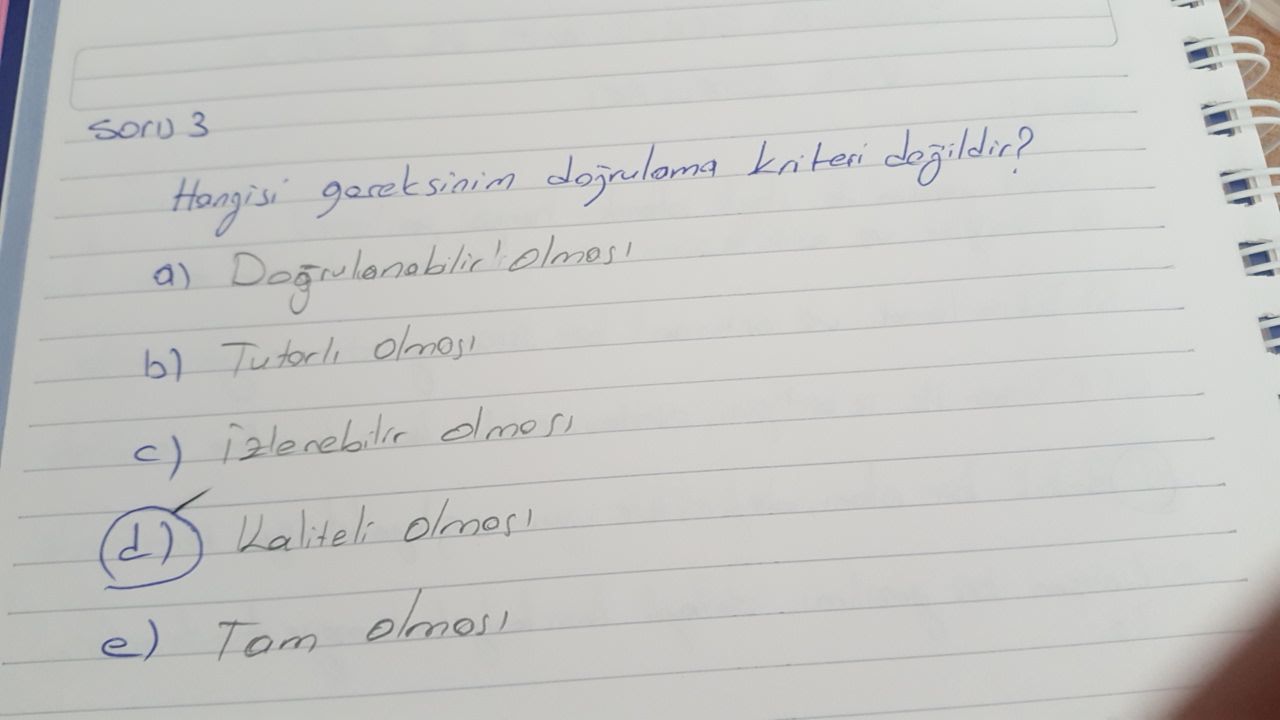 Soru 3
Hangisi gereksinim doğrulama kriteri değildir?
a) Doğrulanabilir olması
b) Tutarlı olması
c) İzlenebilir olması
d) Kaliteli olması
e) Tam olması